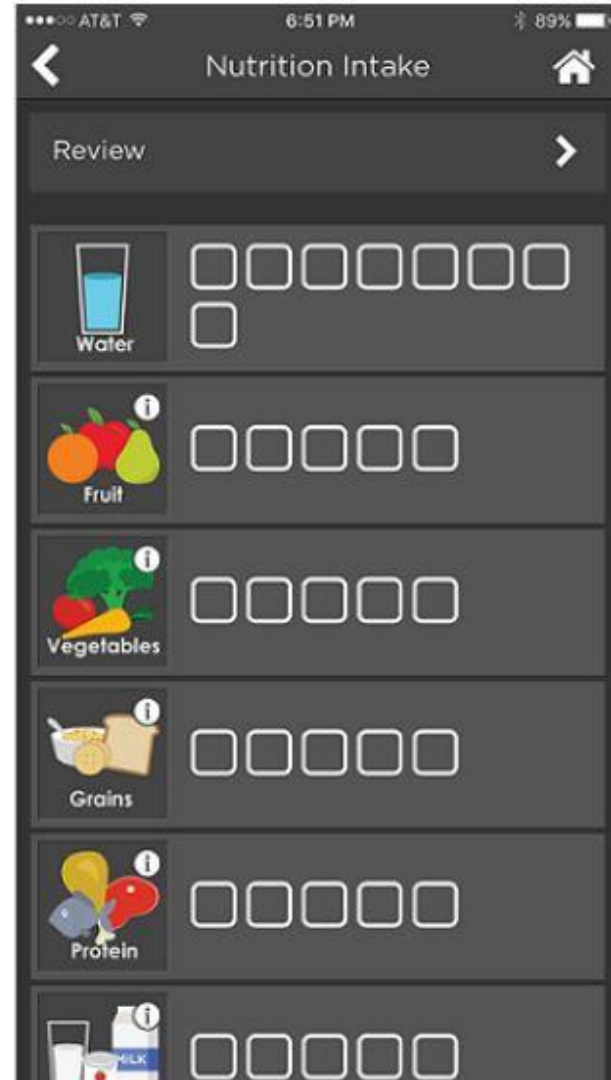 AT&T 6:51 PM 89%
Nutrition Intake
Review
Water
i
Fruit
i
Vegetables
i
Grains
i
Protein
i
MILK